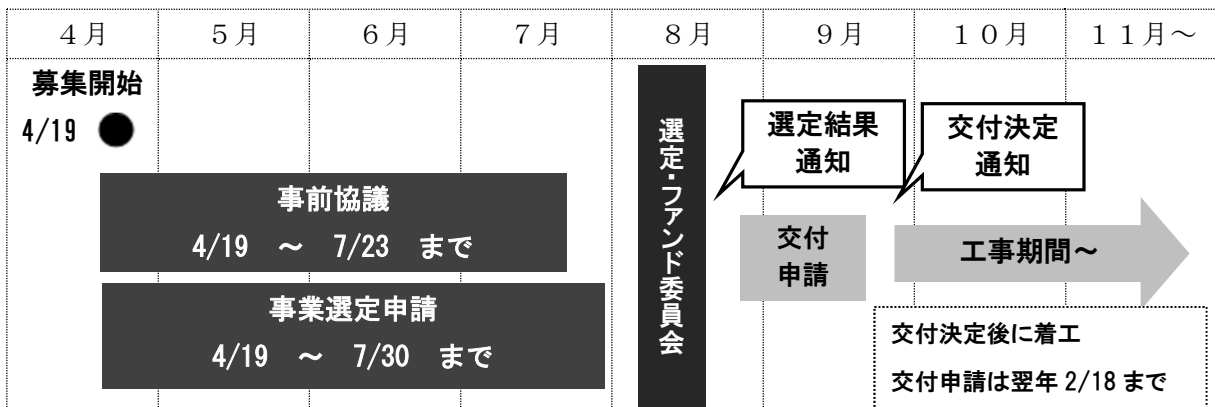 ４月 ５月 ６月 ７月 ８月 ９月 １０月 １１月～
募集開始
4/19 ●
事前協議
4/19 ～ 7/23 まで
事業選定申請
4/19 ～ 7/30 まで
選定・ファンド委員会
選定結果
通知
交付
申請
交付決定
通知
工事期間～
交付決定後に着工
交付申請は翌年 2/18 まで